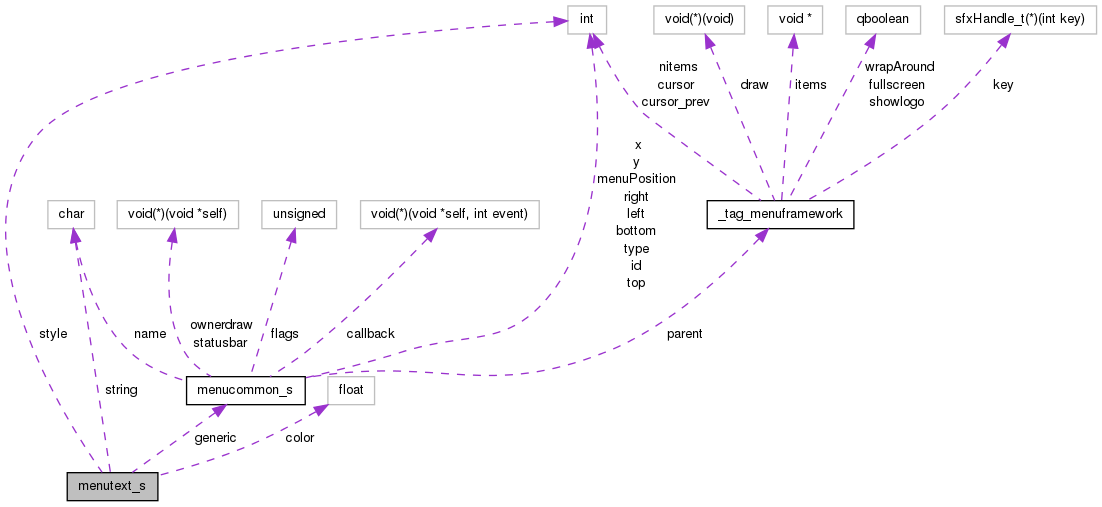 int
void(*)(void)
void *
qboolean
sfxHandle_t(*)(int key)
nitems
cursor
cursor_prev
draw
items
wrapAround
fullscreen
showlogo
key
x
y
menuPosition
right
left
bottom
type
id
top
char
void(*)(void *self)
unsigned
void(*)(void *self, int event)
_tag_menuframework
style
name
ownerdraw
statusbar
flags
callback
parent
string
menucommon_s
float
generic
color
menutext_s